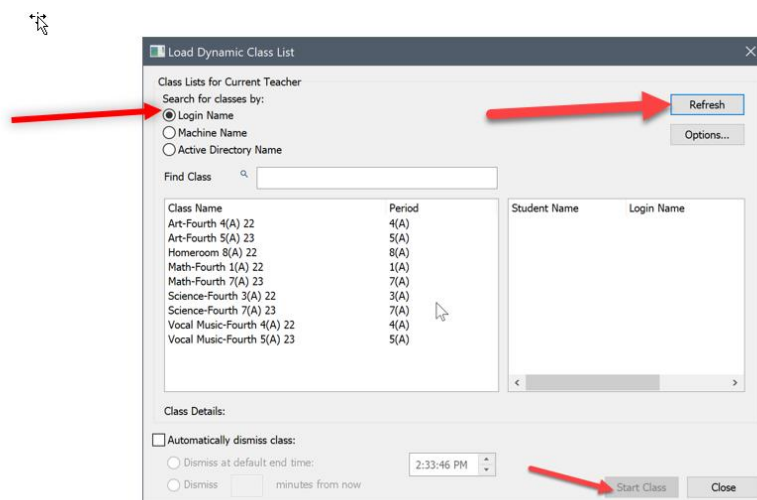 Load Dynamic Class List
Class Lists for Current Teacher
Search for classes by:
Login Name
Refresh
Machine Name
Options...
Active Directory Name
Find Class
Class Name Period Student Name Login Name
Art-Fourth 4(A) 22 4(A)
Art-Fourth 5(A) 23 5(A)
Homeroom 8(A) 22 8(A)
Math-Fourth 1(A) 22 1(A)
Math-Fourth 7(A) 23 7(A)
Science-Fourth 3(A) 22 3(A)
Science-Fourth 7(A) 23 7(A)
Vocal Music-Fourth 4(A) 22 4(A)
Vocal Music-Fourth 5(A) 23 5(A)
Class Details:
Automatically dismiss class:
Dismiss at default end time: 2:33:46 PM
Dismiss minutes from now
Start Class Close